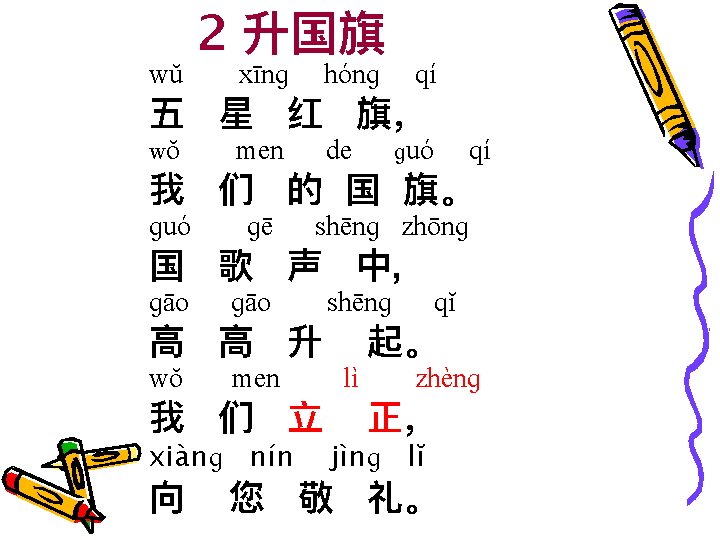 2 升国旗
wǔ xīng hóng qí
五 星 红 旗，
wǒ men de guó qí
我 们 的 国 旗。
guó gē shēng zhōng
国 歌 声 中，
gāo gāo shēng qǐ
高 高 升 起。
wǒ men lì zhèng
我 们 立 正，
xiàng nín jìng lǐ
向 您 敬 礼。